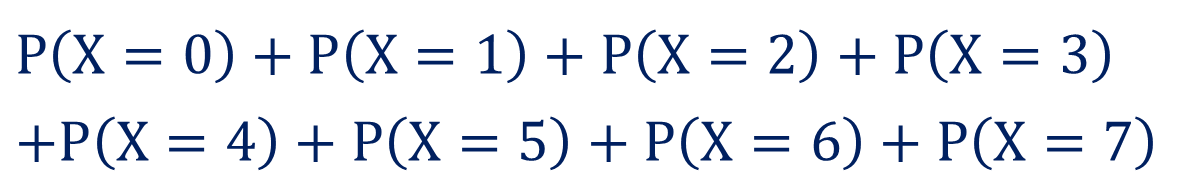 P(X = 0) + P(X = 1) + P(X = 2) + P(X = 3)
+P(X = 4) + P(X = 5) + P(X = 6) + P(X = 7)